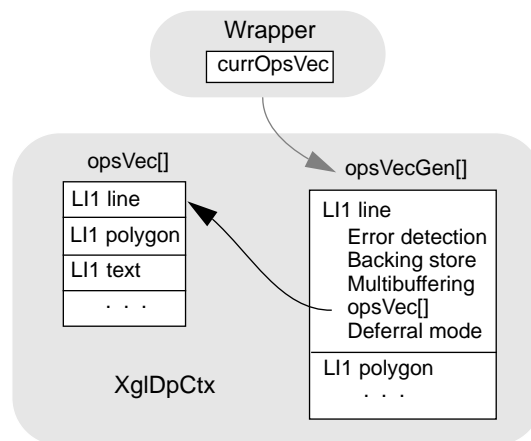 Wrapper
currOpsVec
opsVec[]
LI1 line
LI1 polygon
LI1 text
. . .
XglDpCtx
opsVecGen[]
LI1 line
Error detection
Backing store
Multibuffering
opsVec[]
Deferral mode
LI1 polygon
. . .